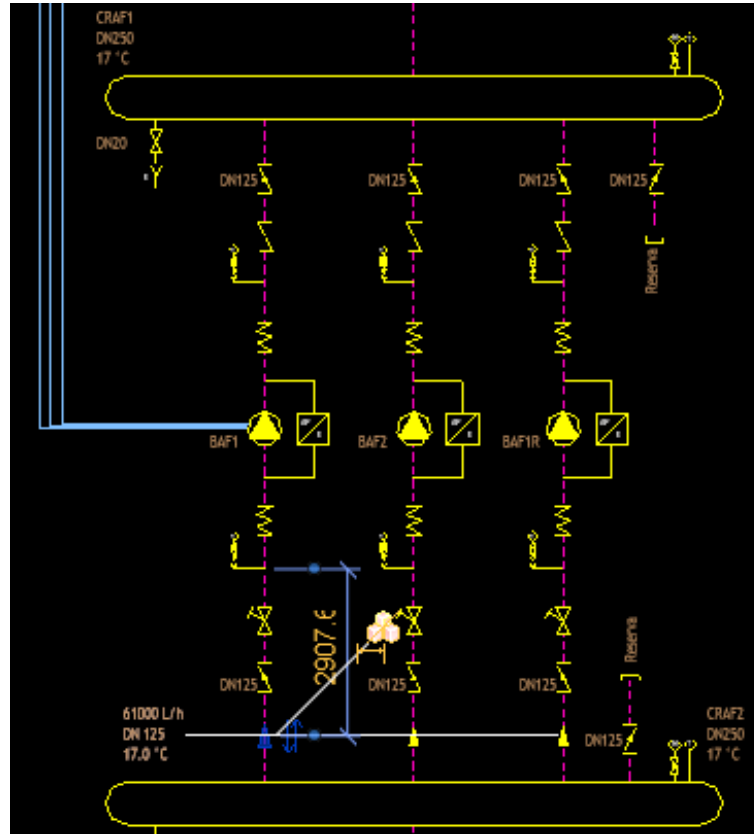 CRAF1
DN250
17 °C
DN20
DN125
DN125
DN125
DN125
Reserva
BAF1
BAF2
BAF1R
2907.6
Reserva
DN125
DN125
DN125
61000 L/h
DN 125
17.0 °C
DN125
CRAF2
DN250
17 °C